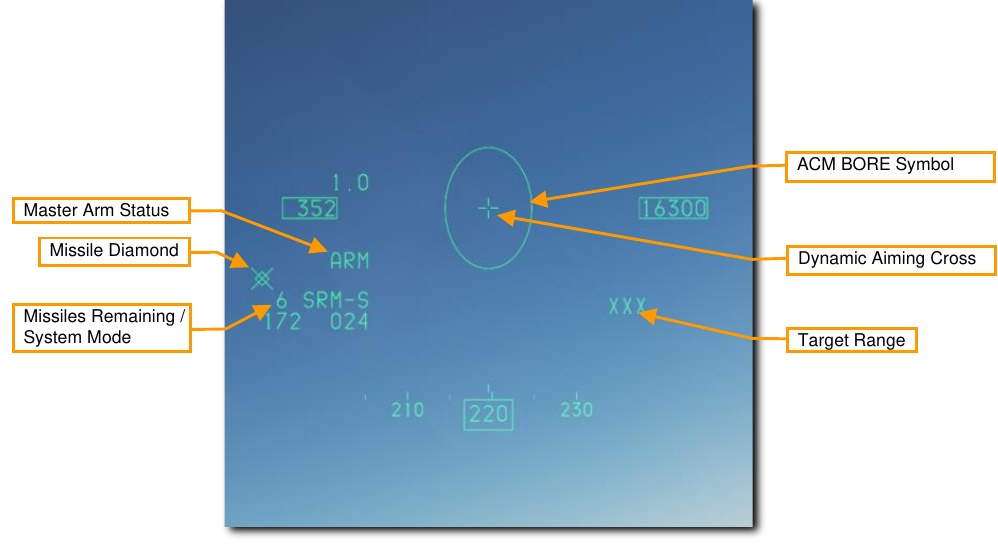 ACM BORE Symbol
1.0
352
16300
Master Arm Status
Missile Diamond
ARM
Dynamic Aiming Cross
6 SRM-S
172 024
XXX
Missiles Remaining /
System Mode
Target Range
210 220 230